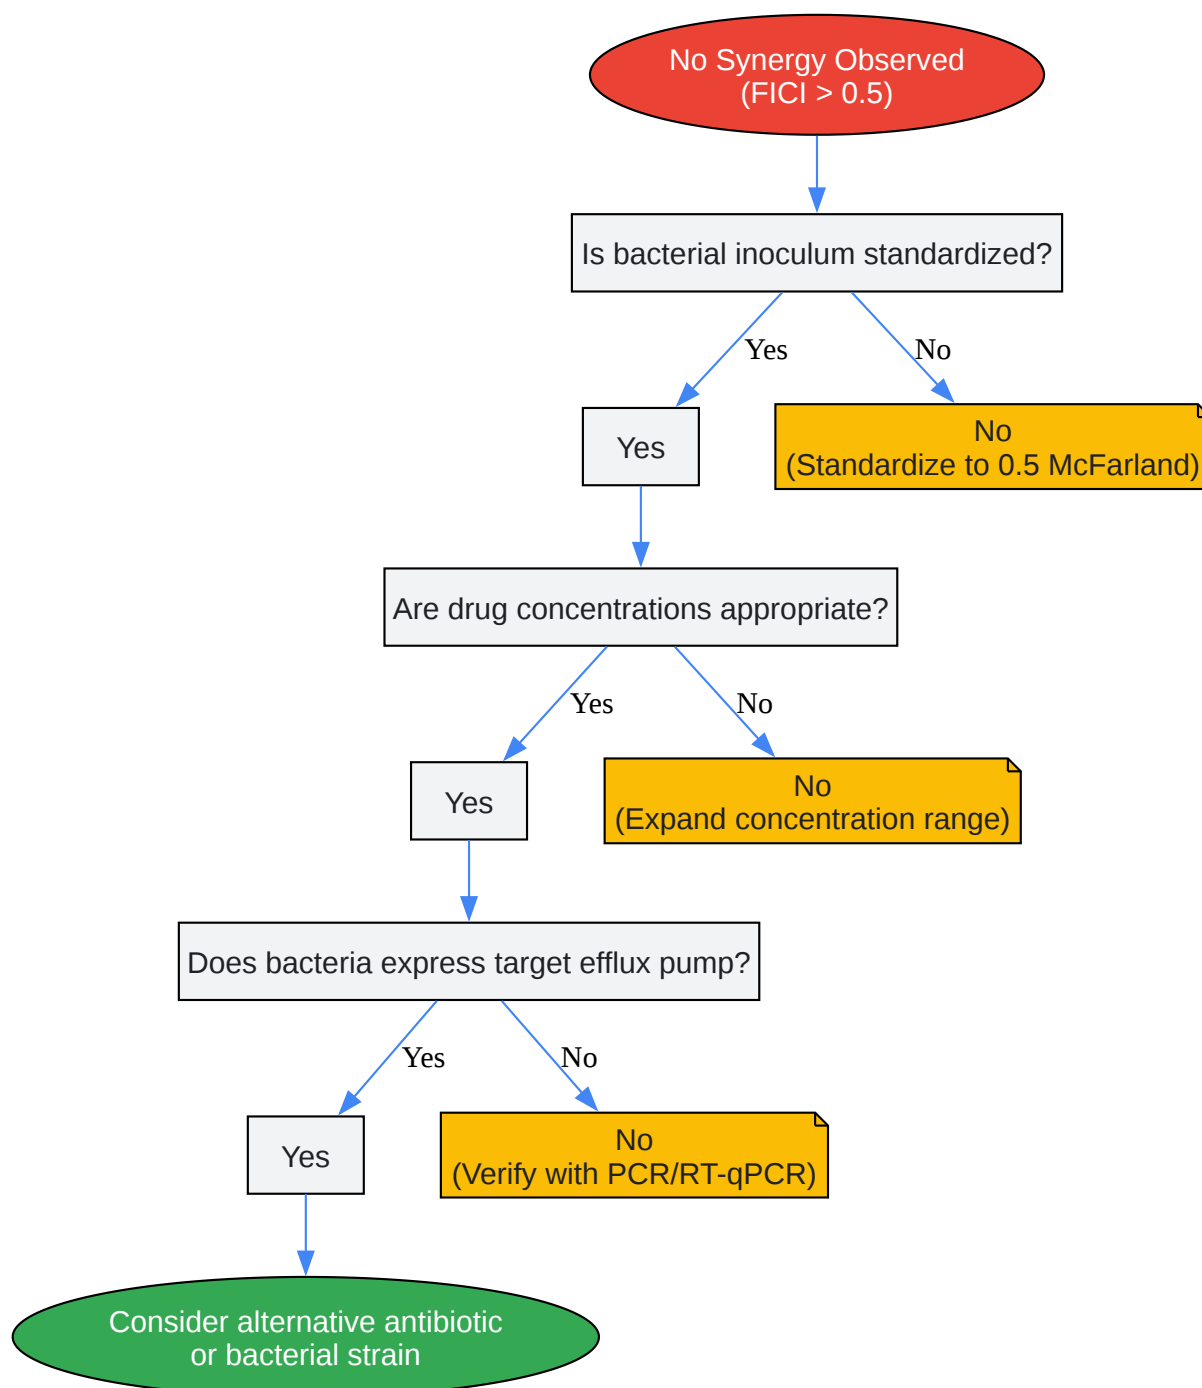 No Synergy Observed
(FICI > 0.5)
Is bacterial inoculum standardized?
Yes
No
Yes
No
(Standardize to 0.5 McFarland)
Are drug concentrations appropriate?
Yes
No
Yes
No
(Expand concentration range)
Does bacteria express target efflux pump?
Yes
No
Yes
No
(Verify with PCR/RT-qPCR)
Consider alternative antibiotic
or bacterial strain